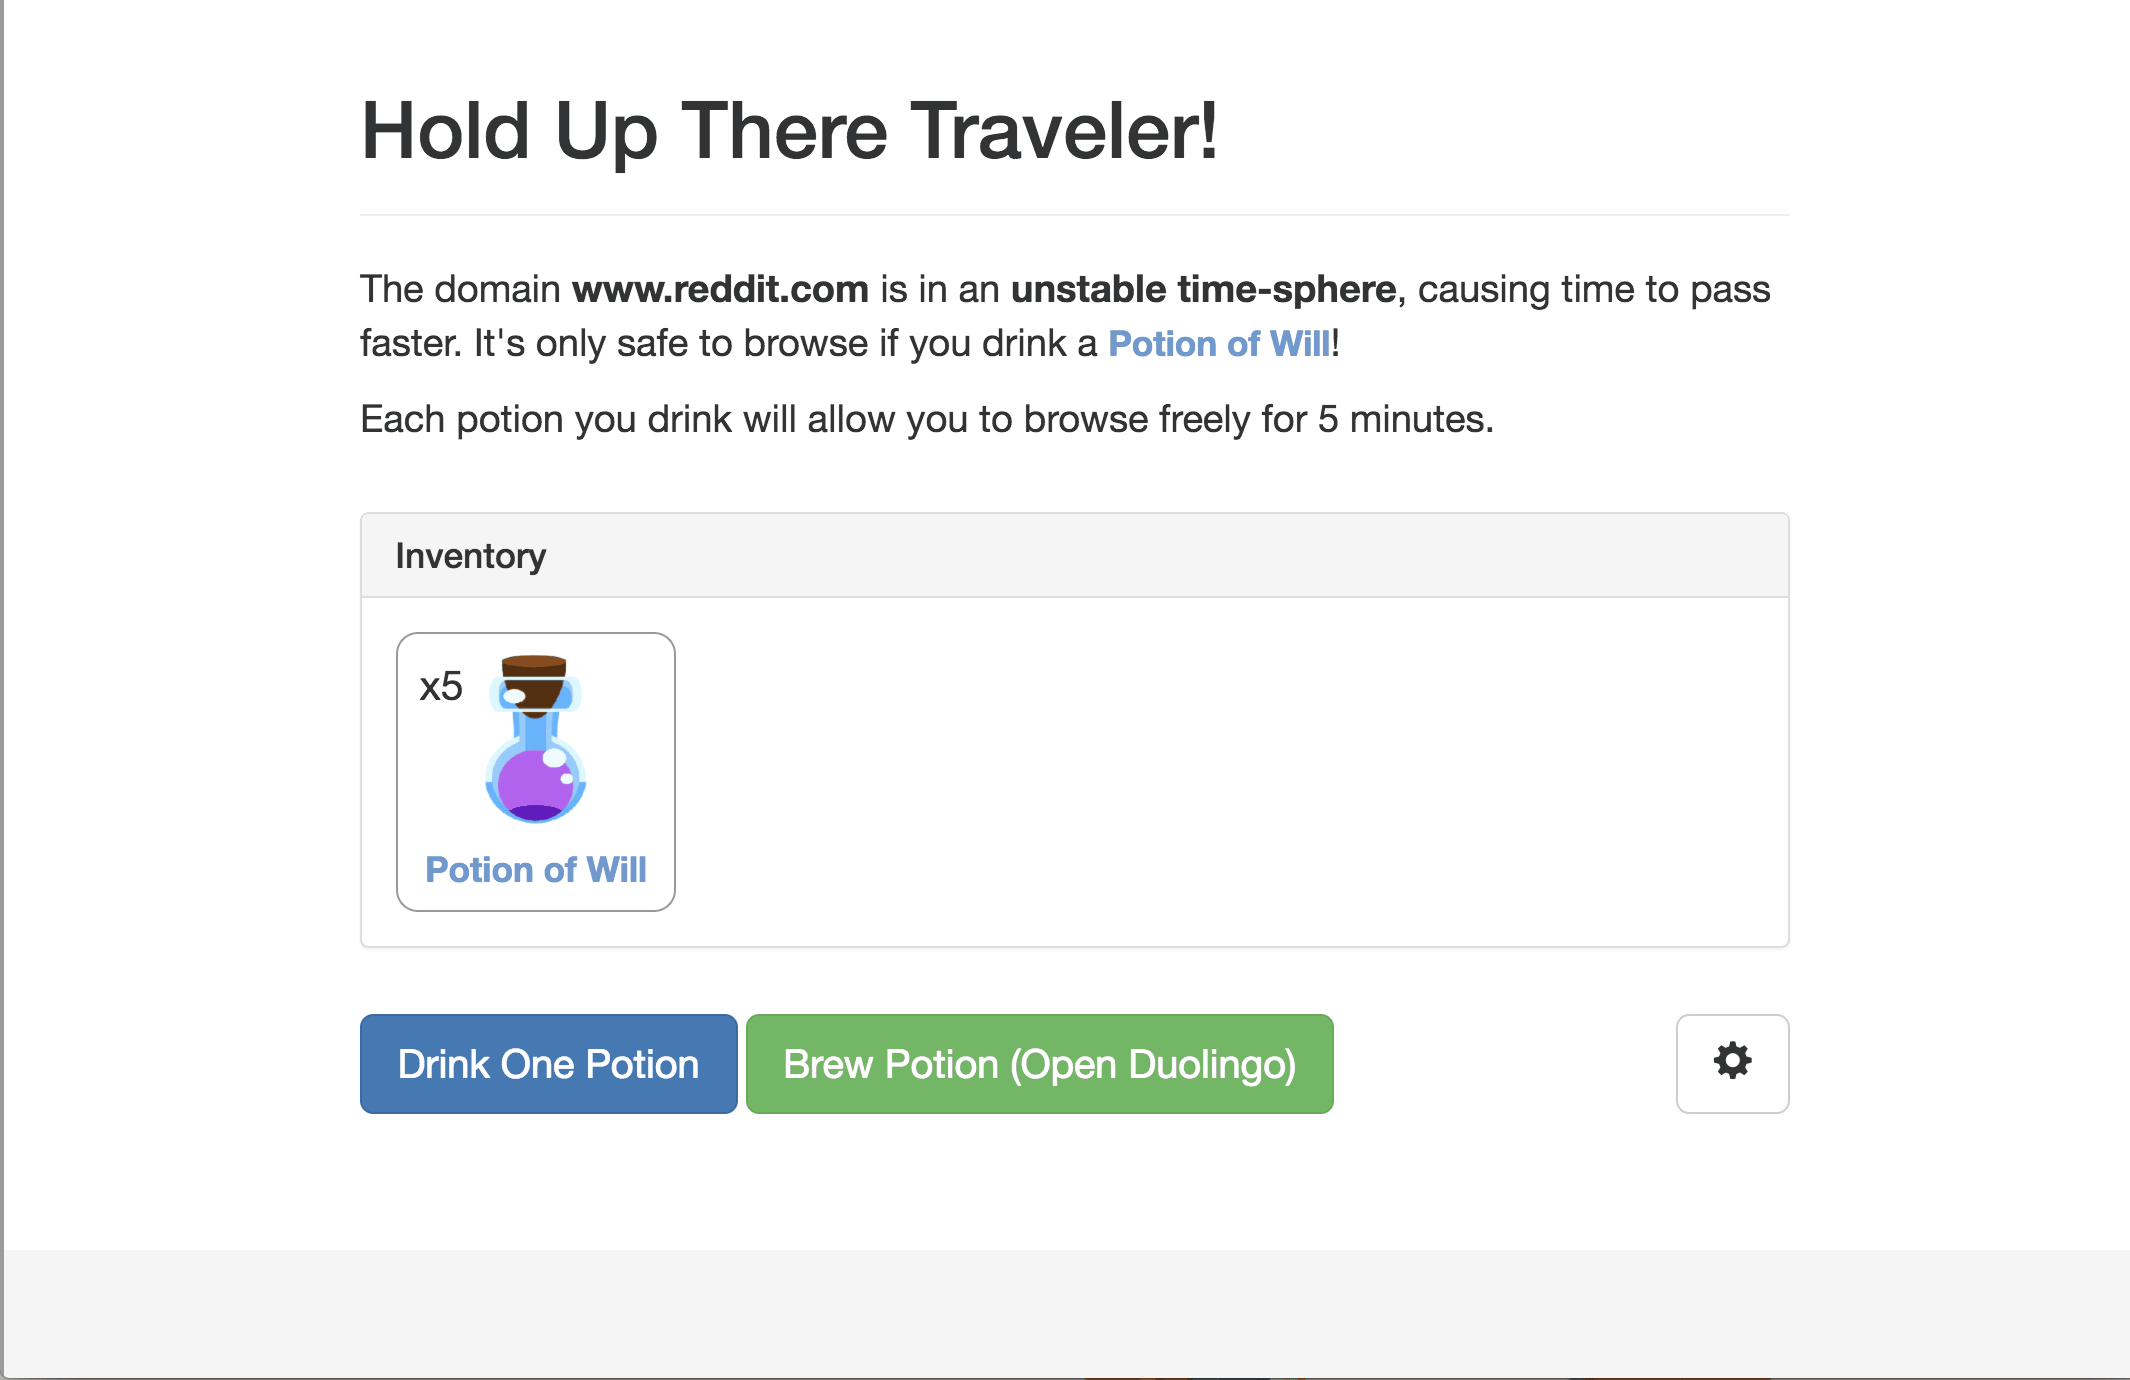 Hold Up There Traveler!
The domain www.reddit.com is in an unstable time-sphere, causing time to pass
faster. It's only safe to browse if you drink a Potion of Will!
Each potion you drink will allow you to browse freely for 5 minutes.
Inventory
x5
Potion of Will
Drink One Potion
Brew Potion (Open Duolingo)